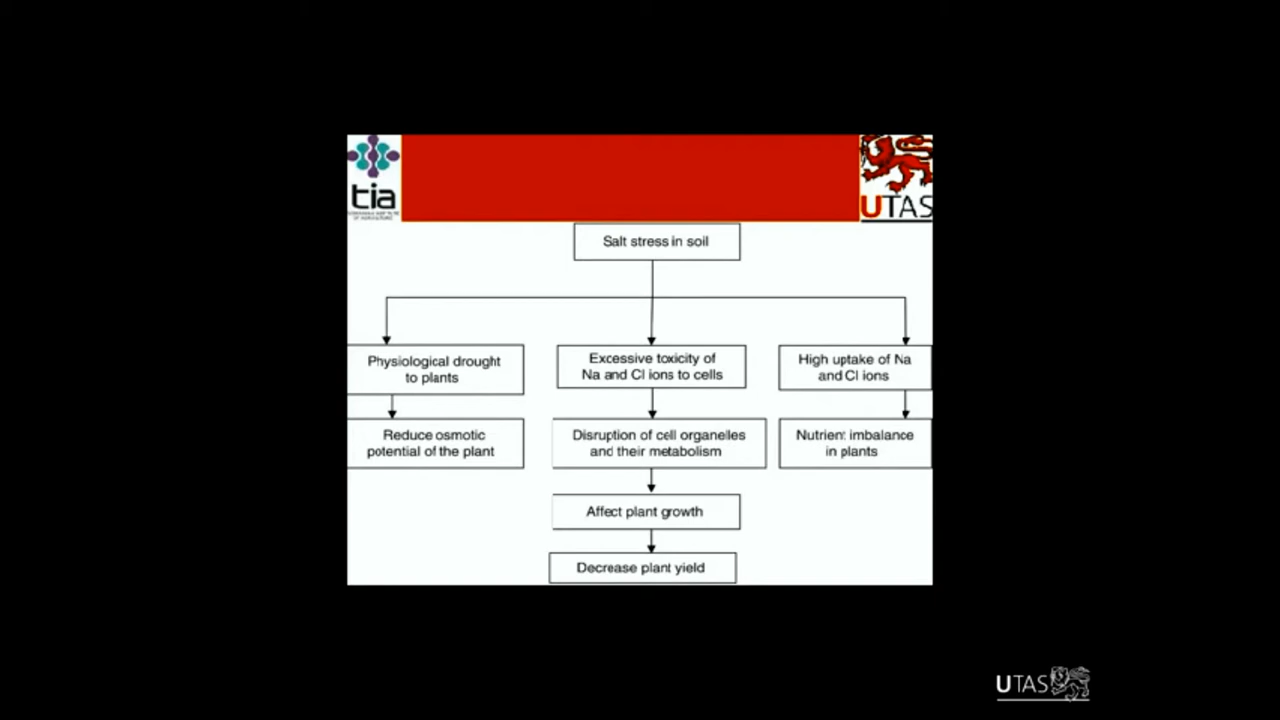 tia
UTAS
Salt stress in soil
Physiological drought
to plants
Excessive toxicity of
Na and Cl ions to cells
High uptake of Na
and Cl ions
Reduce osmotic
potential of the plant
Disruption of cell organelles
and their metabolism
Nutrient imbalance
in plants
Affect plant growth
Decrease plant yield
UTAS